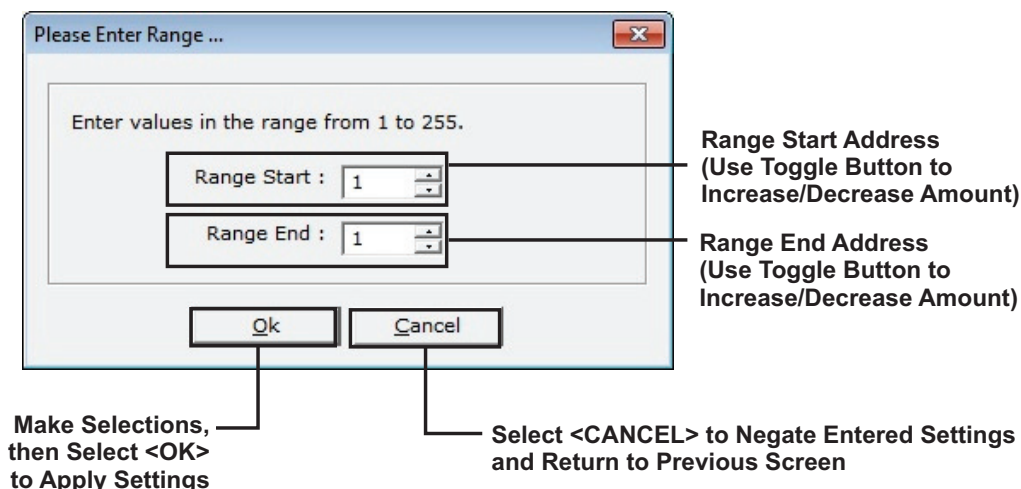 Please Enter Range ...
Enter values in the range from 1 to 255.
Range Start : 1
Range End : 1
Ok
Cancel
Range Start Address
(Use Toggle Button to
Increase/Decrease Amount)
Range End Address
(Use Toggle Button to
Increase/Decrease Amount)
Make Selections,
then Select <OK>
to Apply Settings
Select <CANCEL> to Negate Entered Settings
and Return to Previous Screen